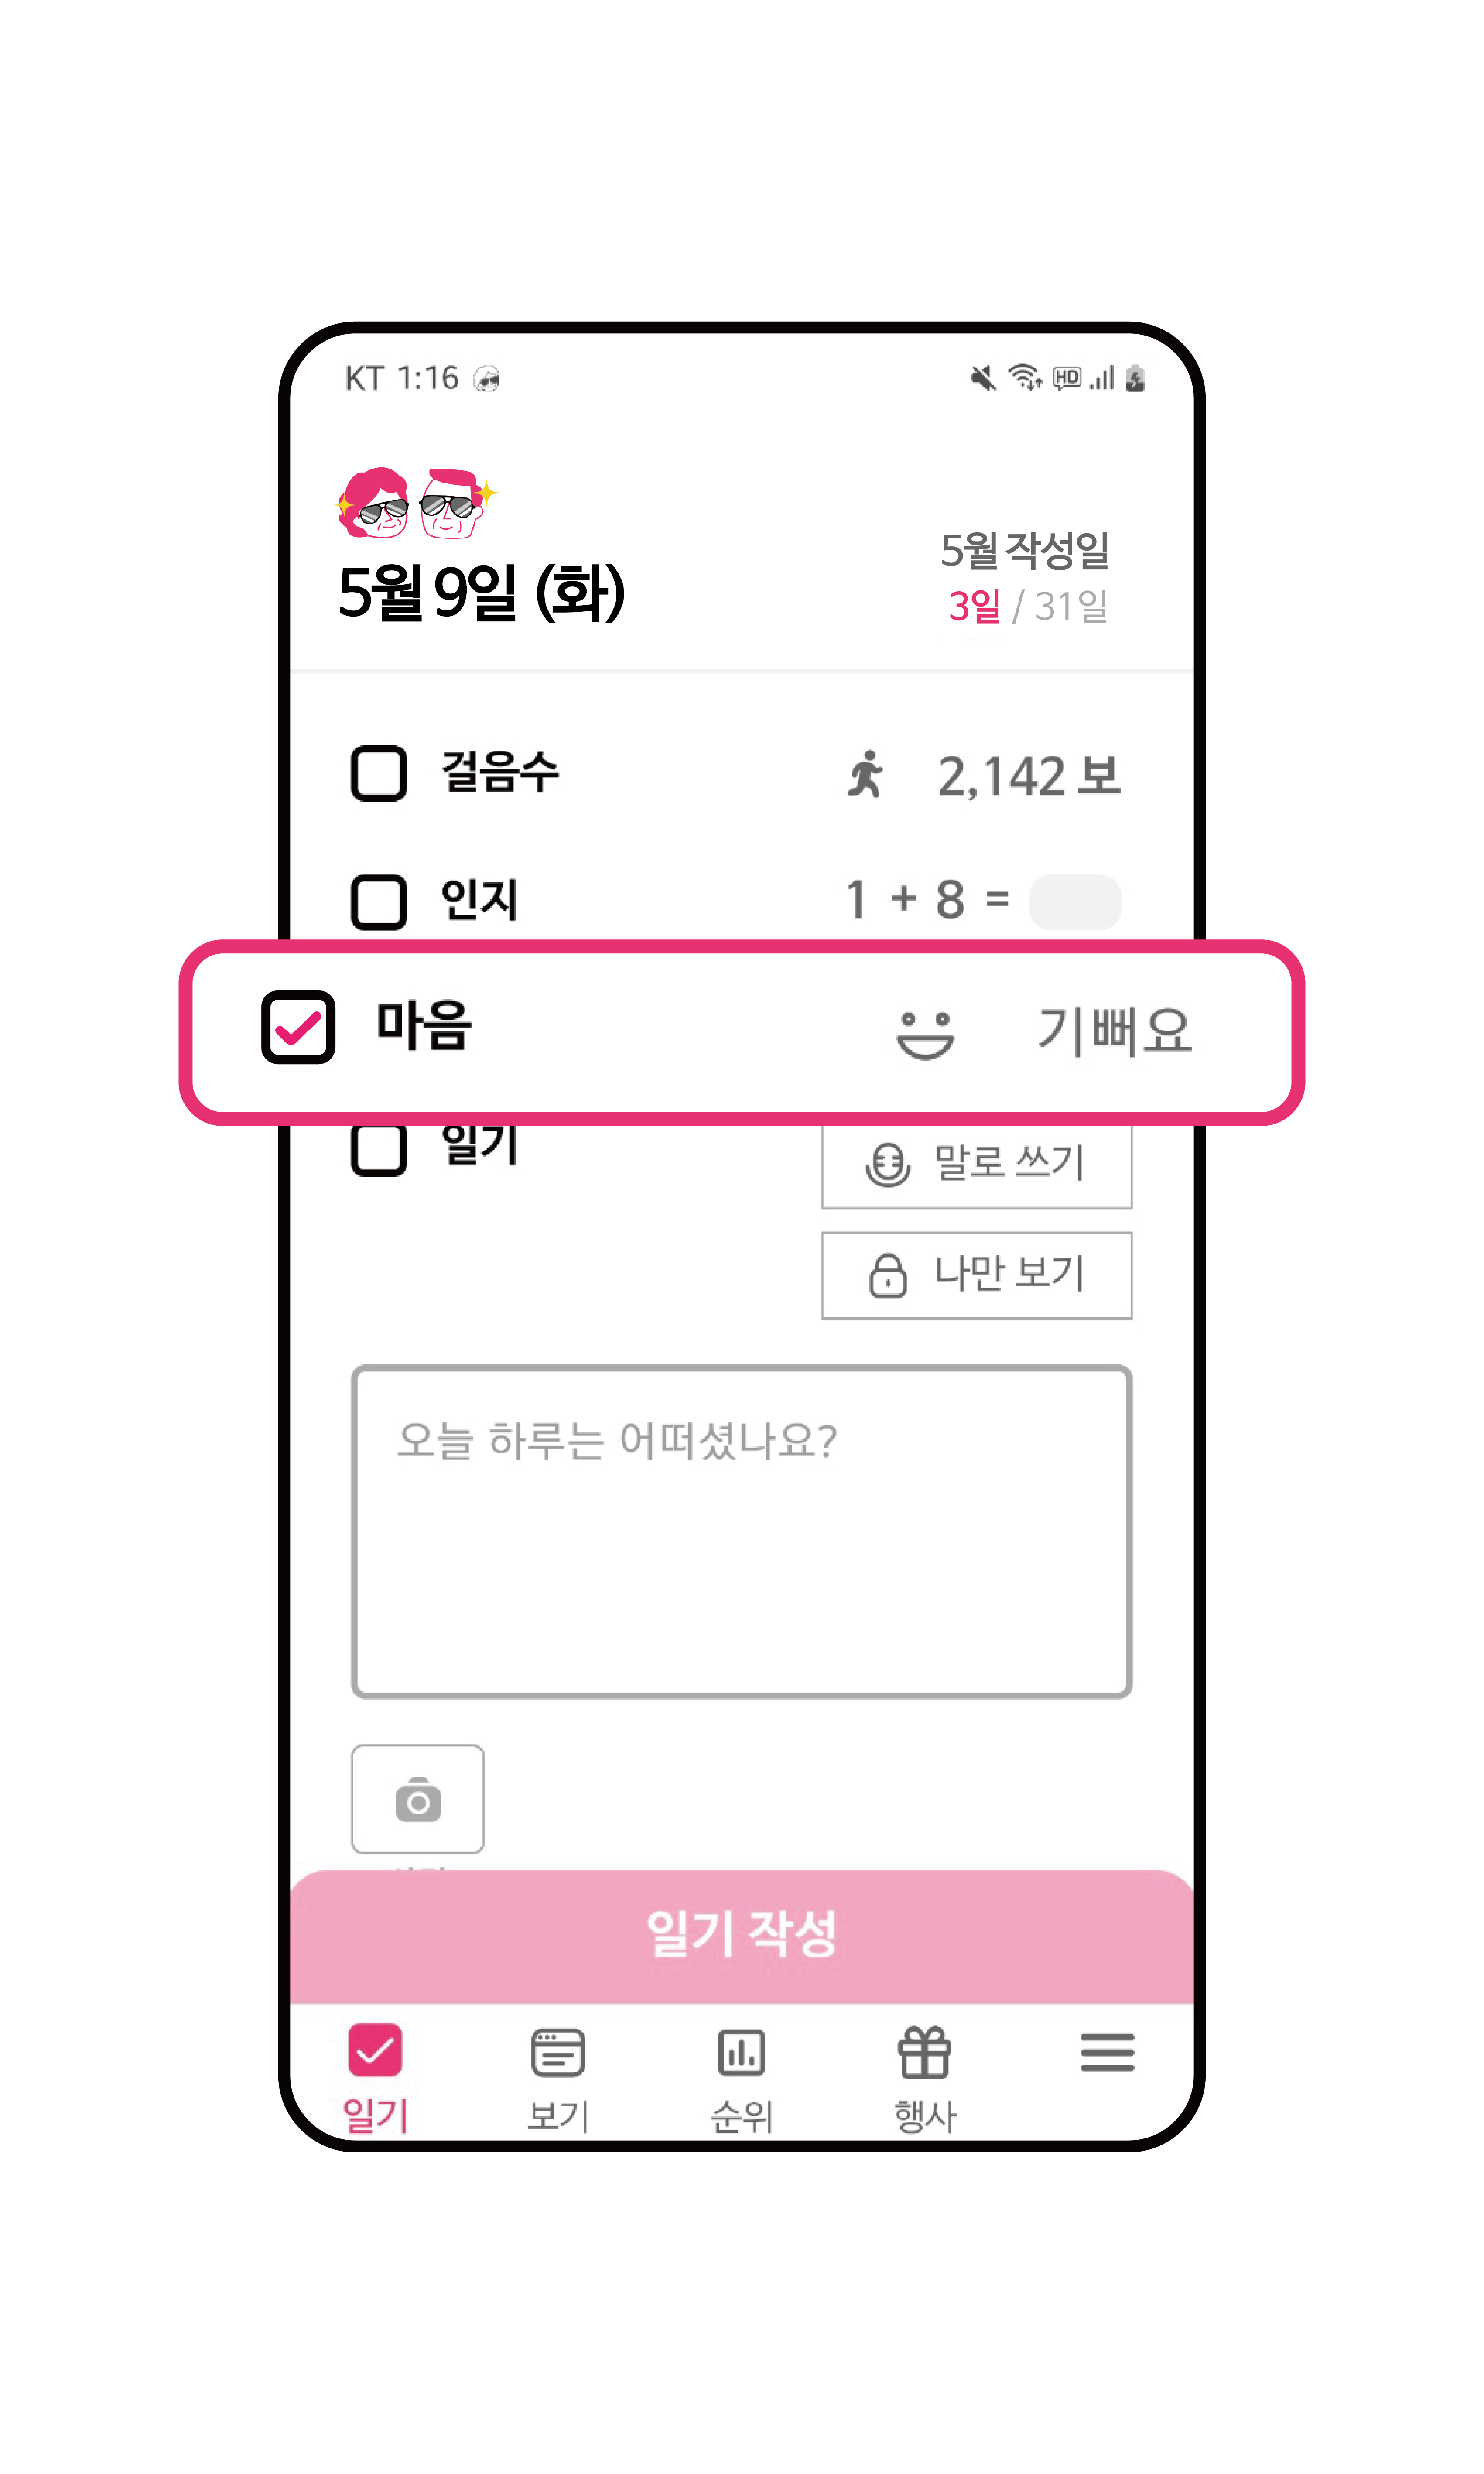 KT 1:16 HD
5월 9일 (화)
5월 작성일
3일 / 31일
걸음수 2,142 보
인지 1 + 8 =
마음 기뻐요
일기 말로 쓰기
나만 보기
오늘 하루는 어떠셨나요?
일기 작성
일기 보기 순위 행사